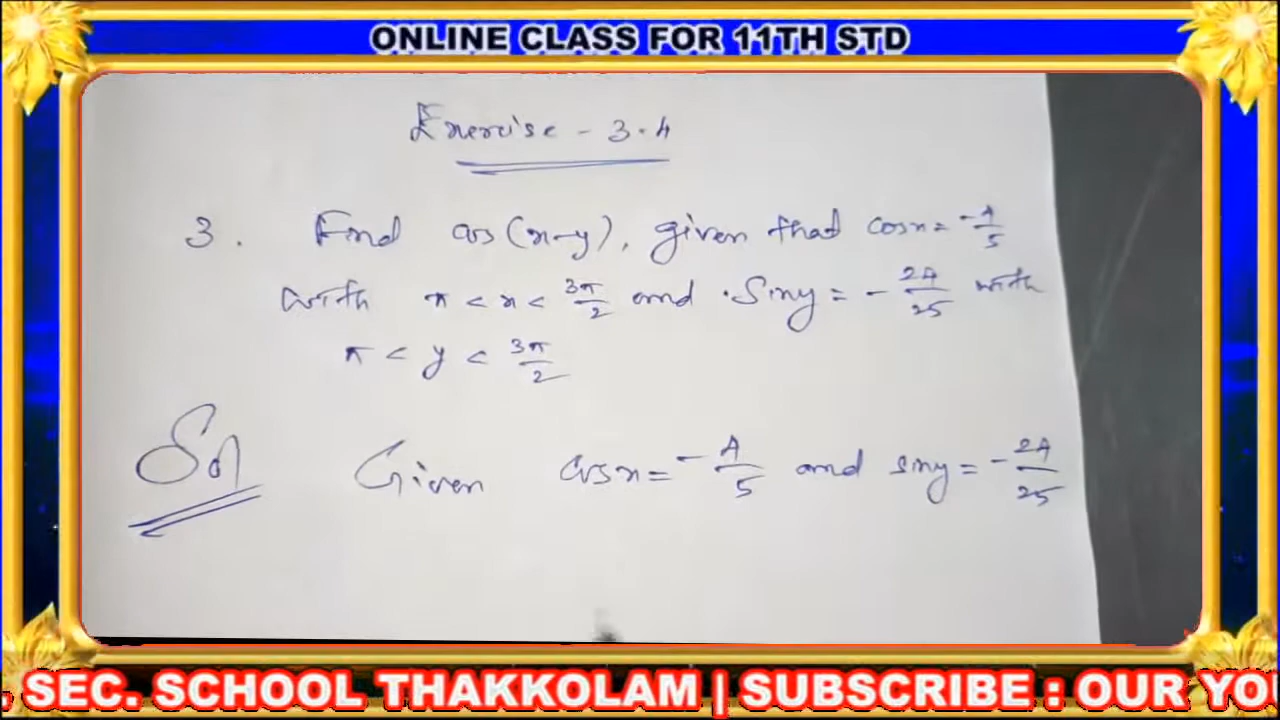 ONLINE CLASS FOR 11TH STD
Exercise - 3.4
3. Find cos(x-y), given that cosx = -4/5
with π < x < 3π/2 and siny = -24/25 with
π < y < 3π/2
Sol Given cosx = -4/5 and siny = -24/25
. SEC. SCHOOL THAKKOLAM | SUBSCRIBE : OUR YOU